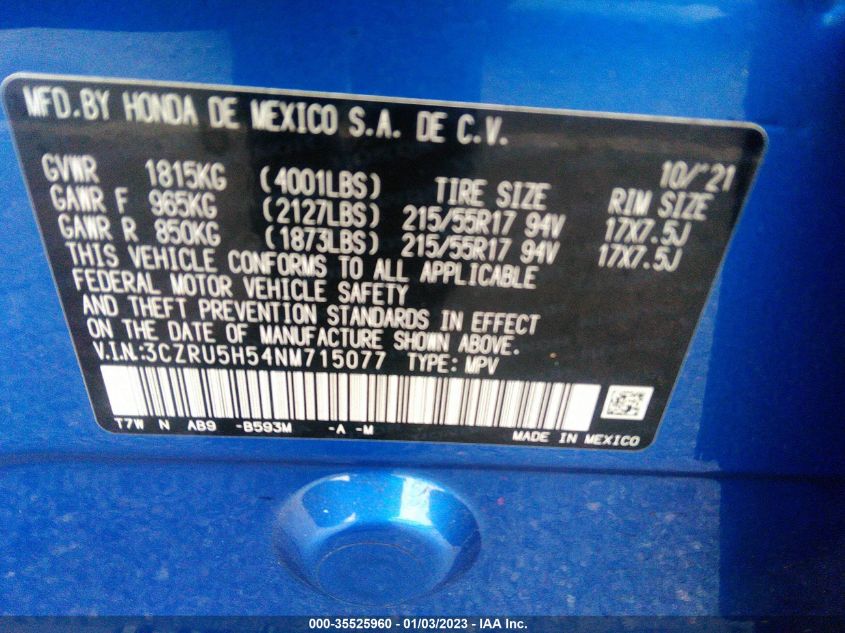 MFD.BY HONDA DE MEXICO S.A. DE C.V.
10/'21
GVWR 1815KG (4001LBS) TIRE SIZE RIM SIZE
GAWR F 965KG (2127LBS) 215/55R17 94V 17X7.5J
GAWR R 850KG (1873LBS) 215/55R17 94V 17X7.5J
THIS VEHICLE CONFORMS TO ALL APPLICABLE
FEDERAL MOTOR VEHICLE SAFETY
AND THEFT PREVENTION STANDARDS IN EFFECT
ON THE DATE OF MANUFACTURE SHOWN ABOVE.
V.I.N:3CZRU5H54NM715077 TYPE: MPV
T7W N AB9 -B593M -A -M
MADE IN MEXICO
000-35525960 - 01/03/2023 - IAA Inc.